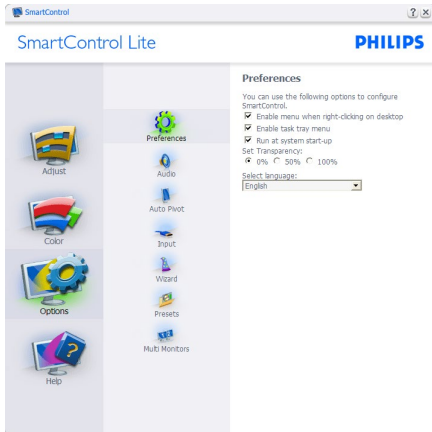 SmartControl
SmartControl Lite
PHILIPS
Adjust
Color
Options
Help
Preferences
Audio
Auto Pivot
Input
Wizard
Presets
Multi Monitors
Preferences
You can use the following options to configure
SmartControl.
Enable menu when right-clicking on desktop
Enable task tray menu
Run at system start-up
Set Transparency:
0% 50% 100%
Select language:
English